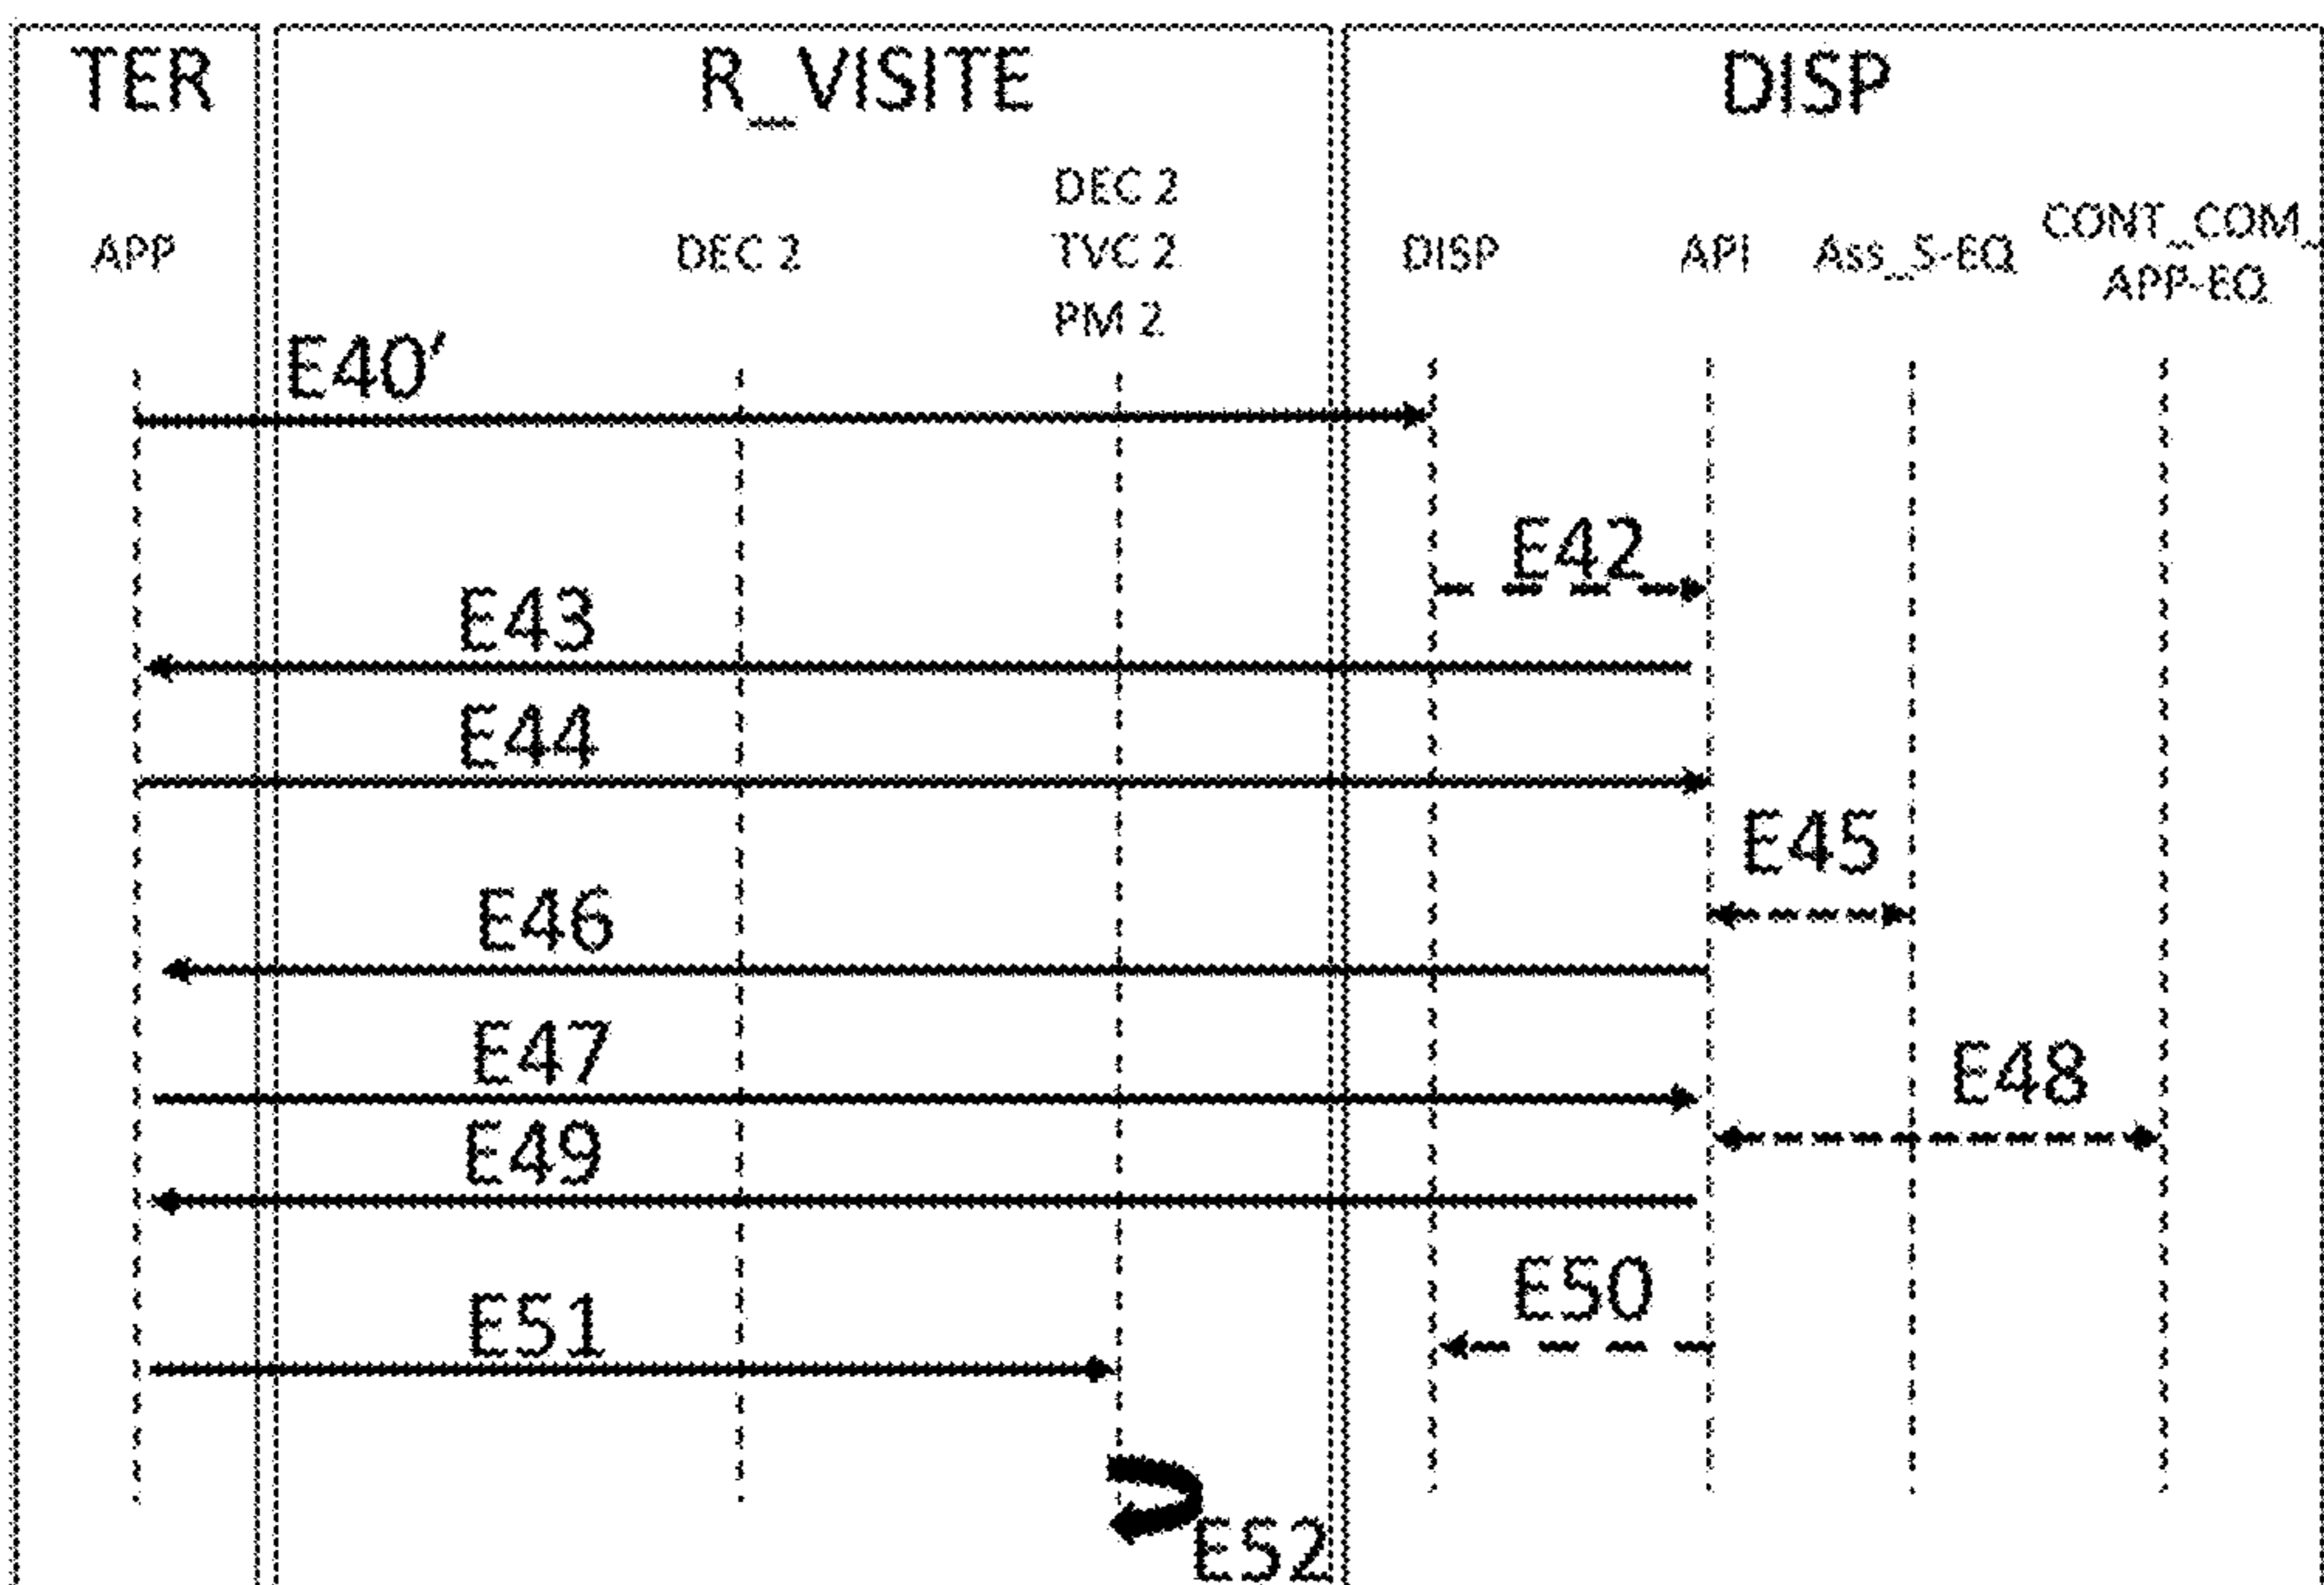 TER
R_VISITE
DISP
APP
DEC 2
DEC 2
TVC 2
PM 2
DISP
API
Ass_S-EQ
CONT_COM_
APP-EQ
E40'
E42
E43
E44
E45
E46
E47
E48
E49
E50
E51
E52